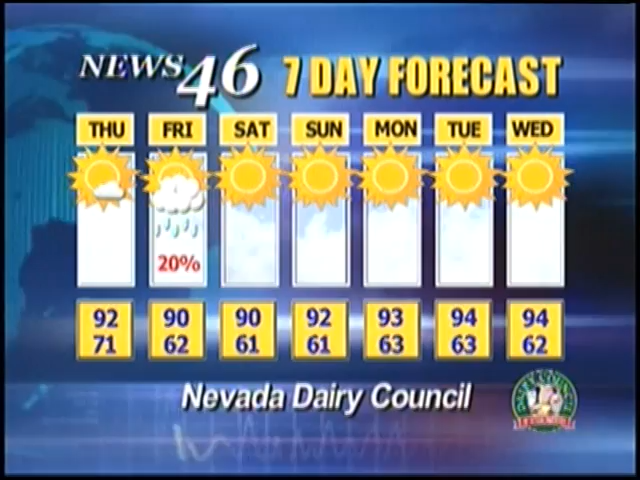 NEWS 46 7 DAY FORECAST
THU FRI SAT SUN MON TUE WED
20%
92 90 90 92 93 94 94
71 62 61 61 63 63 62
Nevada Dairy Council